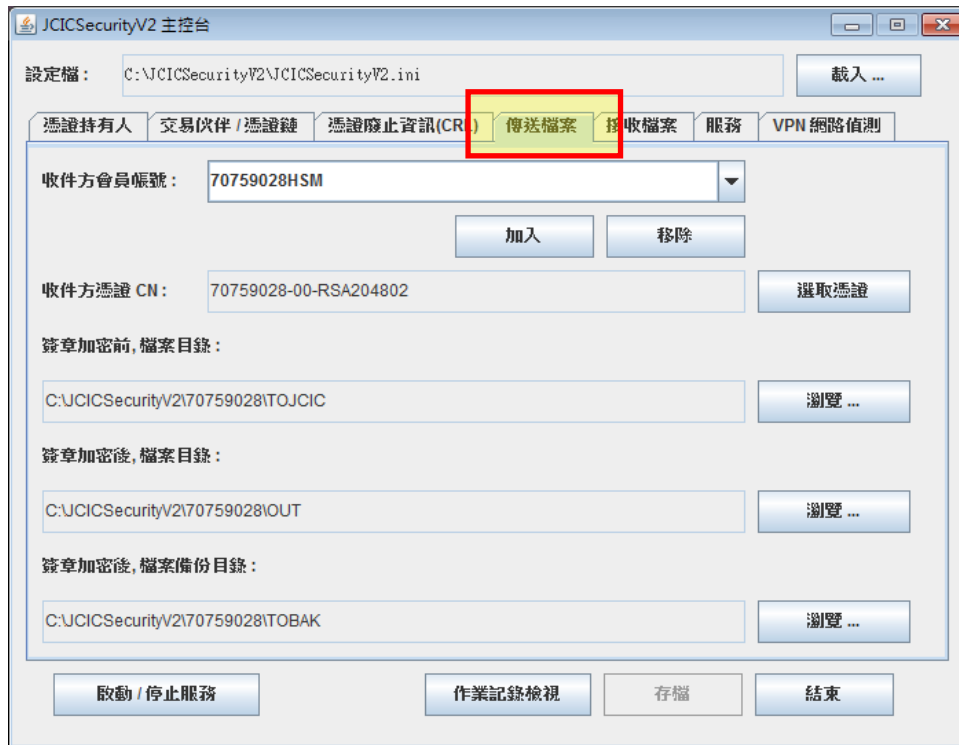 JCICSecurityV2 主控台
設定檔： C:\JCICSecurityV2\JCICSecurityV2.ini 載入 ...
憑證持有人 交易伙伴 / 憑證鏈 憑證廢止資訊(CRL) 傳送檔案 接收檔案 服務 VPN 網路偵測
收件方會員帳號： 70759028HSM
加入 移除
收件方憑證 CN： 70759028-00-RSA204802 選取憑證
簽章加密前, 檔案目錄：
C:\JCICSecurityV2\70759028\TOJCIC 瀏覽 ...
簽章加密後, 檔案目錄：
C:\JCICSecurityV2\70759028\OUT 瀏覽 ...
簽章加密後, 檔案備份目錄：
C:\JCICSecurityV2\70759028\TOBAK 瀏覽 ...
啟動 / 停止服務 作業記錄檢視 存檔 結束